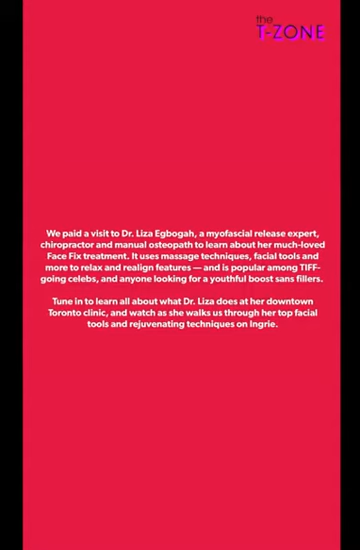 the
T-ZONE
We paid a visit to Dr. Liza Egbogah, a myofascial release expert,
chiropractor and manual osteopath to learn about her much-loved
Face Fix treatment. It uses massage techniques, facial tools and
more to relax and realign features — and is popular among TIFF-
going celebs, and anyone looking for a youthful boost sans fillers.
Tune in to learn all about what Dr. Liza does at her downtown
Toronto clinic, and watch as she walks us through her top facial
tools and rejuvenating techniques on Ingrie.